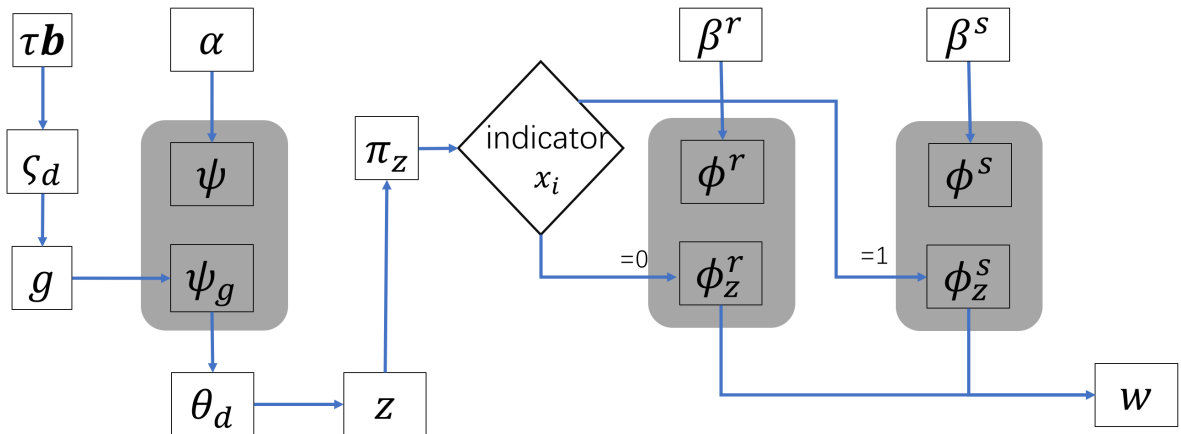 τb
α
β^r
β^s
ς_d
ψ
π_z
indicator
x_i
ϕ^r
ϕ^s
g
ψ_g
=0
ϕ_z^r
=1
ϕ_z^s
θ_d
z
w